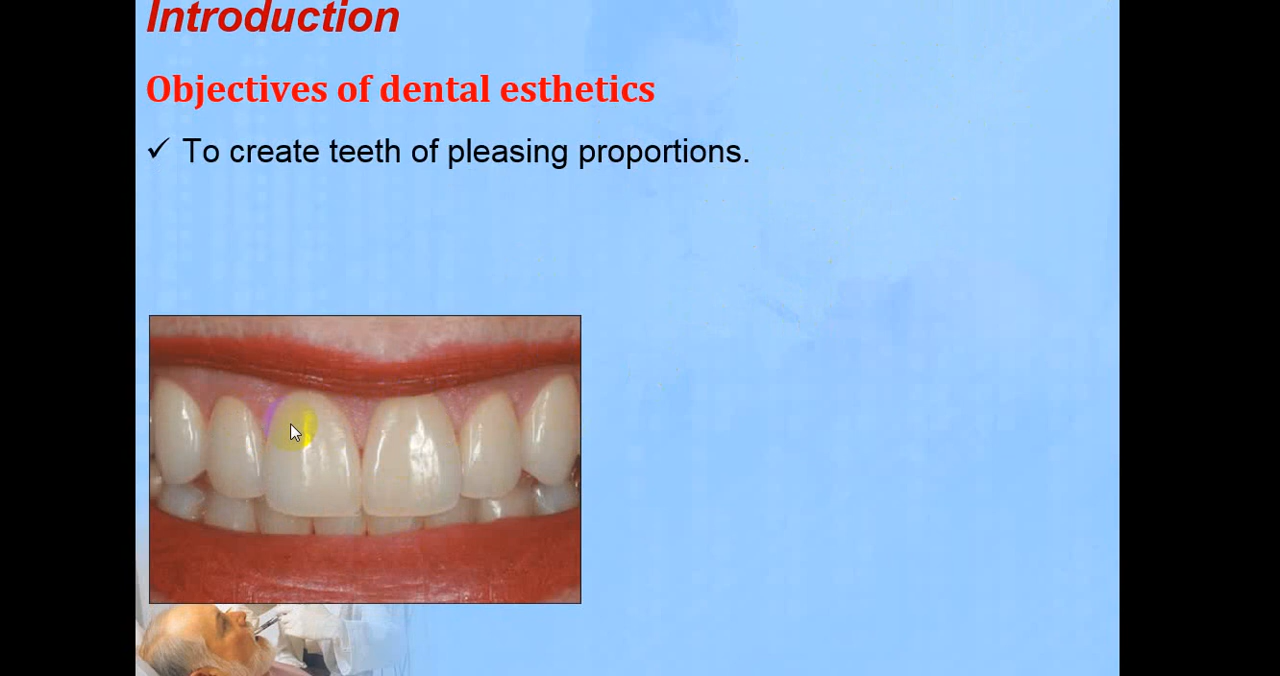 Introduction
Objectives of dental esthetics
✓ To create teeth of pleasing proportions.